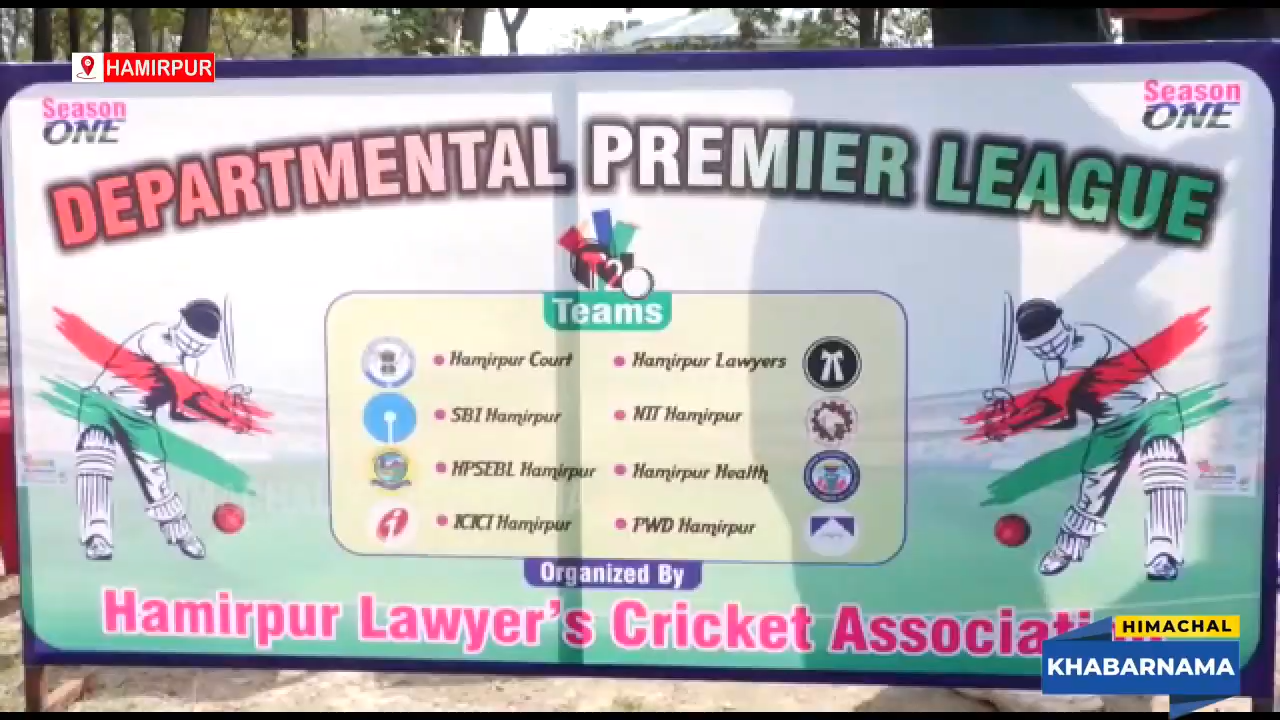 HAMIRPUR
Season
ONE
Season
ONE
DEPARTMENTAL PREMIER LEAGUE
T20
Teams
Hamirpur Court
Hamirpur Lawyers
SBI Hamirpur
NIT Hamirpur
HPSEBL Hamirpur
Hamirpur Health
ICICI Hamirpur
PWD Hamirpur
Organized By
Hamirpur Lawyer's Cricket
HIMACHAL
KHABARNAMA